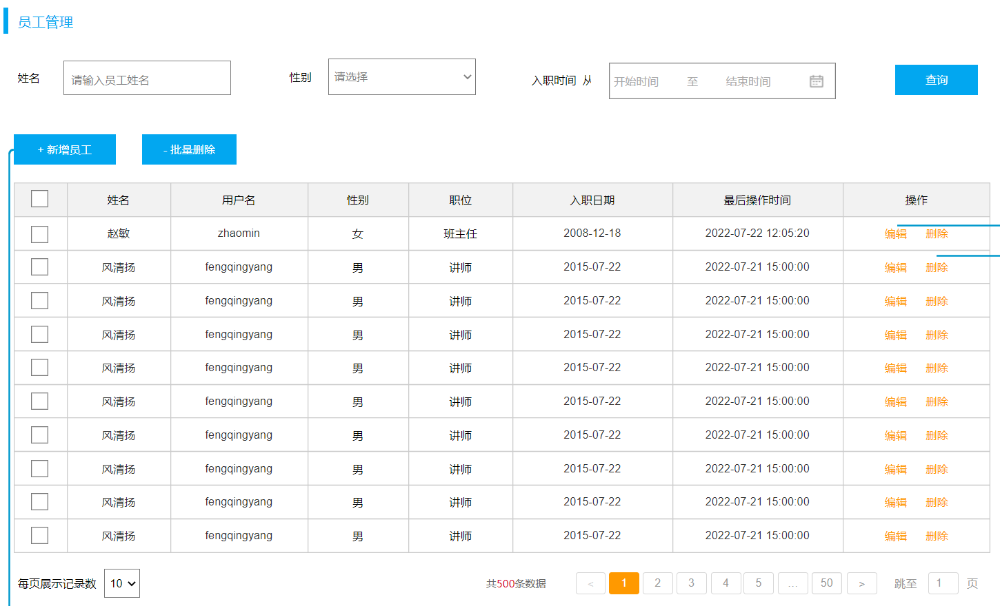 员工管理
姓名 请输入员工姓名 性别 请选择 入职时间 从 开始时间 至 结束时间 查询
+ 新增员工 - 批量删除
姓名 用户名 性别 职位 入职日期 最后操作时间 操作
赵敏 zhaomin 女 班主任 2008-12-18 2022-07-22 12:05:20 编辑 删除
风清扬 fengqingyang 男 讲师 2015-07-22 2022-07-21 15:00:00 编辑 删除
风清扬 fengqingyang 男 讲师 2015-07-22 2022-07-21 15:00:00 编辑 删除
风清扬 fengqingyang 男 讲师 2015-07-22 2022-07-21 15:00:00 编辑 删除
风清扬 fengqingyang 男 讲师 2015-07-22 2022-07-21 15:00:00 编辑 删除
风清扬 fengqingyang 男 讲师 2015-07-22 2022-07-21 15:00:00 编辑 删除
风清扬 fengqingyang 男 讲师 2015-07-22 2022-07-21 15:00:00 编辑 删除
风清扬 fengqingyang 男 讲师 2015-07-22 2022-07-21 15:00:00 编辑 删除
风清扬 fengqingyang 男 讲师 2015-07-22 2022-07-21 15:00:00 编辑 删除
风清扬 fengqingyang 男 讲师 2015-07-22 2022-07-21 15:00:00 编辑 删除
每页展示记录数 10 共500条数据 < 1 2 3 4 5 ... 50 > 跳至 1 页